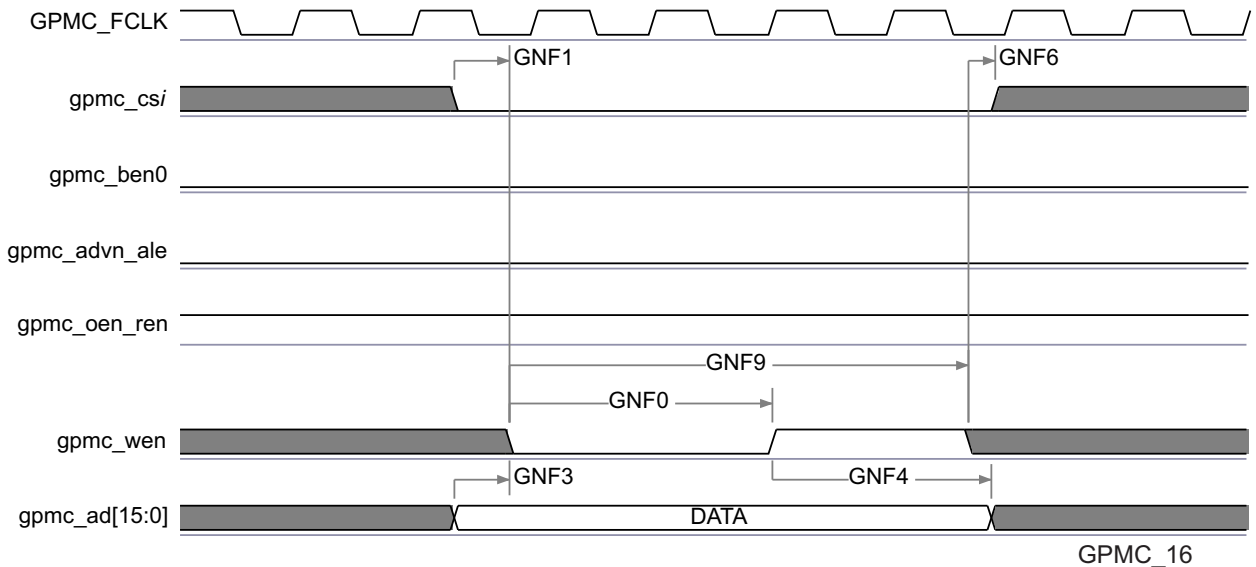 GPMC_FCLK
GNF1
GNF6
gpmc_csi
gpmc_ben0
gpmc_advn_ale
gpmc_oen_ren
GNF9
GNF0
gpmc_wen
GNF3
GNF4
gpmc_ad[15:0]
DATA
GPMC_16